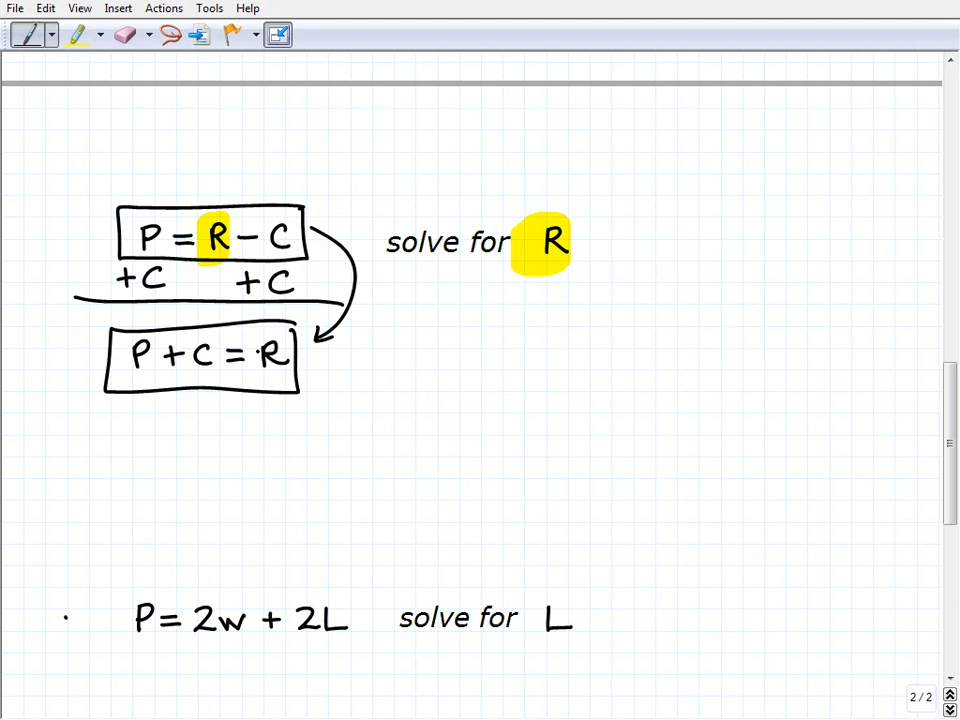 File Edit View Insert Actions Tools Help
P = R - C solve for R
+C +C
P + C = R
P = 2w + 2L solve for L
2 / 2